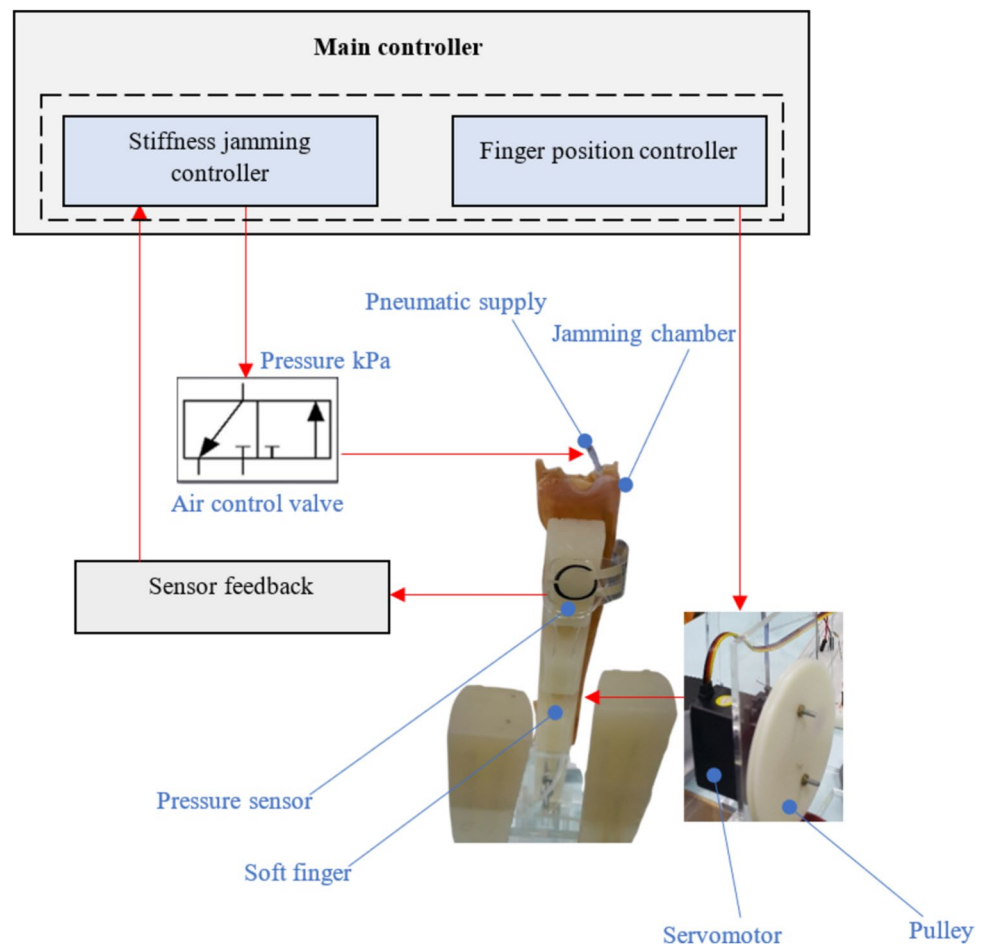 Main controller
Stiffness jamming
controller
Finger position controller
Pneumatic supply
Jamming chamber
Pressure kPa
Air control valve
Sensor feedback
Pressure sensor
Soft finger
Servomotor
Pulley